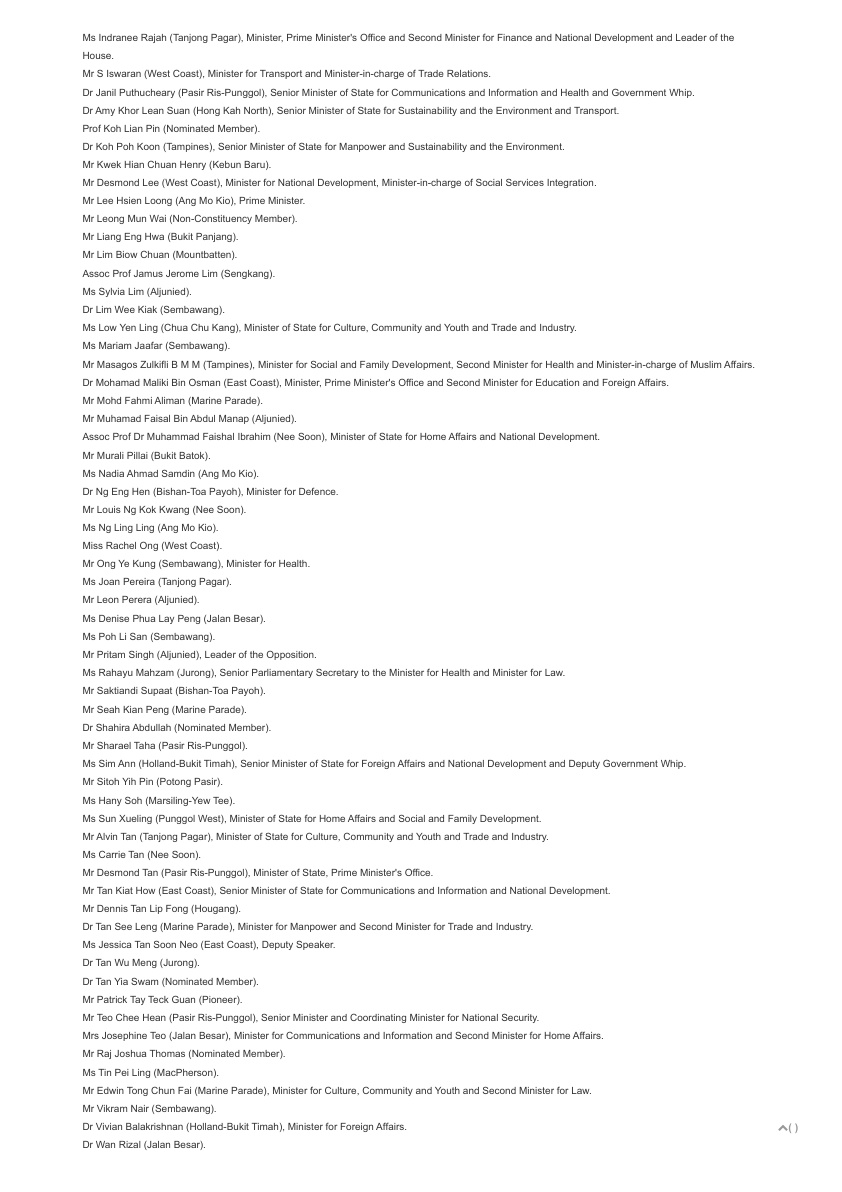 Ms Indranee Rajah (Tanjong Pagar), Minister, Prime Minister's Office and Second Minister for Finance and National Development and Leader of the
House.
Mr S Iswaran (West Coast), Minister for Transport and Minister-in-charge of Trade Relations.
Dr Janil Puthucheary (Pasir Ris-Punggol), Senior Minister of State for Communications and Information and Health and Government Whip.
Dr Amy Khor Lean Suan (Hong Kah North), Senior Minister of State for Sustainability and the Environment and Transport.
Prof Koh Lian Pin (Nominated Member).
Dr Koh Poh Koon (Tampines), Senior Minister of State for Manpower and Sustainability and the Environment.
Mr Kwek Hian Chuan Henry (Kebun Baru).
Mr Desmond Lee (West Coast), Minister for National Development, Minister-in-charge of Social Services Integration.
Mr Lee Hsien Loong (Ang Mo Kio), Prime Minister.
Mr Leong Mun Wai (Non-Constituency Member).
Mr Liang Eng Hwa (Bukit Panjang).
Mr Lim Biow Chuan (Mountbatten).
Assoc Prof Jamus Jerome Lim (Sengkang).
Ms Sylvia Lim (Aljunied).
Dr Lim Wee Kiak (Sembawang).
Ms Low Yen Ling (Chua Chu Kang), Minister of State for Culture, Community and Youth and Trade and Industry.
Ms Mariam Jaafar (Sembawang).
Mr Masagos Zulkifli B M M (Tampines), Minister for Social and Family Development, Second Minister for Health and Minister-in-charge of Muslim Affairs.
Dr Mohamad Maliki Bin Osman (East Coast), Minister, Prime Minister's Office and Second Minister for Education and Foreign Affairs.
Mr Mohd Fahmi Aliman (Marine Parade).
Mr Muhamad Faisal Bin Abdul Manap (Aljunied).
Assoc Prof Dr Muhammad Faishal Ibrahim (Nee Soon), Minister of State for Home Affairs and National Development.
Mr Murali Pillai (Bukit Batok).
Ms Nadia Ahmad Samdin (Ang Mo Kio).
Dr Ng Eng Hen (Bishan-Toa Payoh), Minister for Defence.
Mr Louis Ng Kok Kwang (Nee Soon).
Ms Ng Ling Ling (Ang Mo Kio).
Miss Rachel Ong (West Coast).
Mr Ong Ye Kung (Sembawang), Minister for Health.
Ms Joan Pereira (Tanjong Pagar).
Mr Leon Perera (Aljunied).
Ms Denise Phua Lay Peng (Jalan Besar).
Ms Poh Li San (Sembawang).
Mr Pritam Singh (Aljunied), Leader of the Opposition.
Ms Rahayu Mahzam (Jurong), Senior Parliamentary Secretary to the Minister for Health and Minister for Law.
Mr Saktiandi Supaat (Bishan-Toa Payoh).
Mr Seah Kian Peng (Marine Parade).
Dr Shahira Abdullah (Nominated Member).
Mr Sharael Taha (Pasir Ris-Punggol).
Ms Sim Ann (Holland-Bukit Timah), Senior Minister of State for Foreign Affairs and National Development and Deputy Government Whip.
Mr Sitoh Yih Pin (Potong Pasir).
Ms Hany Soh (Marsiling-Yew Tee).
Ms Sun Xueling (Punggol West), Minister of State for Home Affairs and Social and Family Development.
Mr Alvin Tan (Tanjong Pagar), Minister of State for Culture, Community and Youth and Trade and Industry.
Ms Carrie Tan (Nee Soon).
Mr Desmond Tan (Pasir Ris-Punggol), Minister of State, Prime Minister's Office.
Mr Tan Kiat How (East Coast), Senior Minister of State for Communications and Information and National Development.
Mr Dennis Tan Lip Fong (Hougang).
Dr Tan See Leng (Marine Parade), Minister for Manpower and Second Minister for Trade and Industry.
Ms Jessica Tan Soon Neo (East Coast), Deputy Speaker.
Dr Tan Wu Meng (Jurong).
Dr Tan Yia Swam (Nominated Member).
Mr Patrick Tay Teck Guan (Pioneer).
Mr Teo Chee Hean (Pasir Ris-Punggol), Senior Minister and Coordinating Minister for National Security.
Mrs Josephine Teo (Jalan Besar), Minister for Communications and Information and Second Minister for Home Affairs.
Mr Raj Joshua Thomas (Nominated Member).
Ms Tin Pei Ling (MacPherson).
Mr Edwin Tong Chun Fai (Marine Parade), Minister for Culture, Community and Youth and Second Minister for Law.
Mr Vikram Nair (Sembawang).
Dr Vivian Balakrishnan (Holland-Bukit Timah), Minister for Foreign Affairs.
( )
Dr Wan Rizal (Jalan Besar).